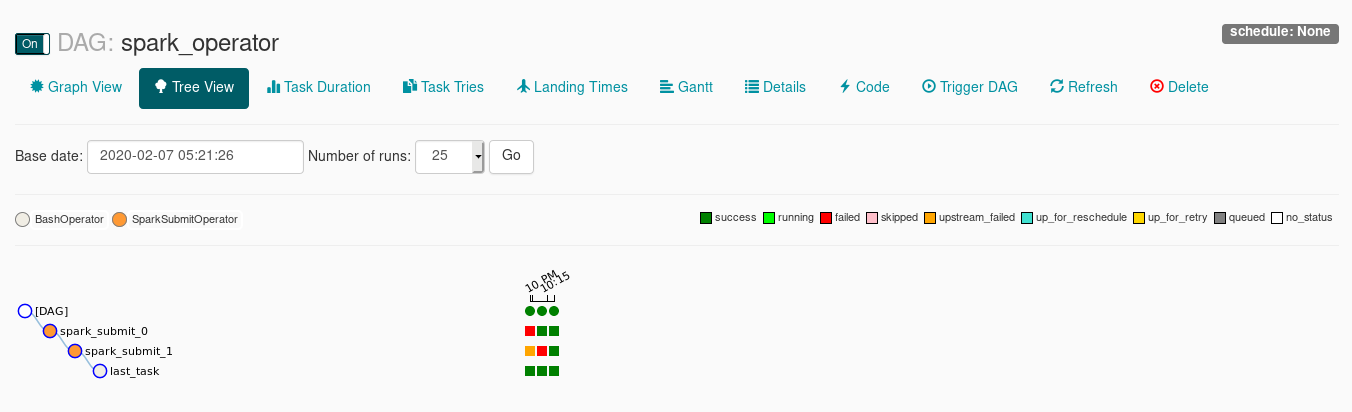 schedule: None
On DAG: spark_operator
Graph View Tree View Task Duration Task Tries Landing Times Gantt Details Code Trigger DAG Refresh Delete
Base date: 2020-02-07 05:21:26 Number of runs: 25 Go
BashOperator SparkSubmitOperator success running failed skipped upstream_failed up_for_reschedule up_for_retry queued no_status
10 PM 10:15
[DAG]
spark_submit_0
spark_submit_1
last_task